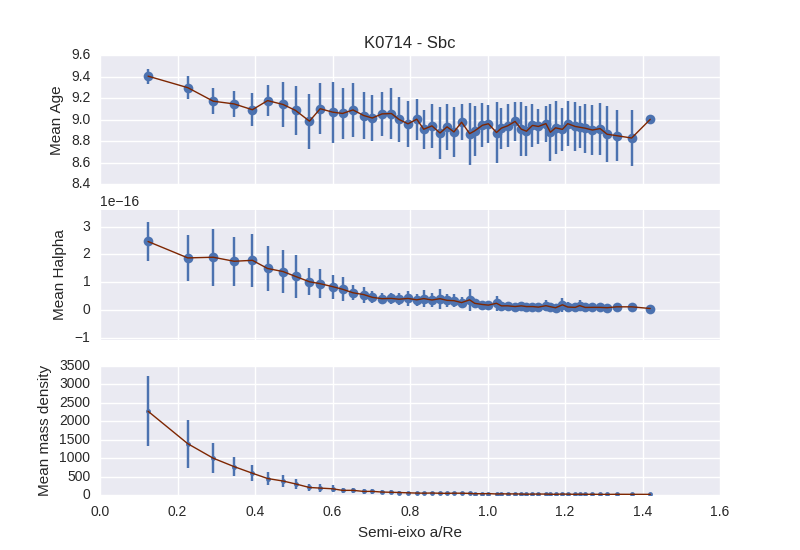 K0714 - Sbc
9.6
9.4
9.2
9.0
8.8
8.6
8.4
Mean Age
1e−16
3
2
1
0
−1
Mean Halpha
3500
3000
2500
2000
1500
1000
500
0
Mean mass density
0.0 0.2 0.4 0.6 0.8 1.0 1.2 1.4 1.6
Semi-eixo a/Re